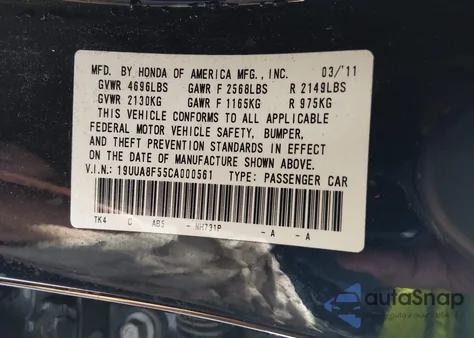 MFD. BY HONDA OF AMERICA MFG., INC. 03/'11
GVWR 4696LBS GAWR F 2568LBS R 2149LBS
GVWR 2130KG GAWR F 1165KG R 975KG
THIS VEHICLE CONFORMS TO ALL APPLICABLE
FEDERAL MOTOR VEHICLE SAFETY, BUMPER,
AND THEFT PREVENTION STANDARDS IN EFFECT
ON THE DATE OF MANUFACTURE SHOWN ABOVE.
V.I.N.: 19UUA8F55CA000561 TYPE: PASSENGER CAR
TK4 C AB5 - NH731P - A - A
autoSnap